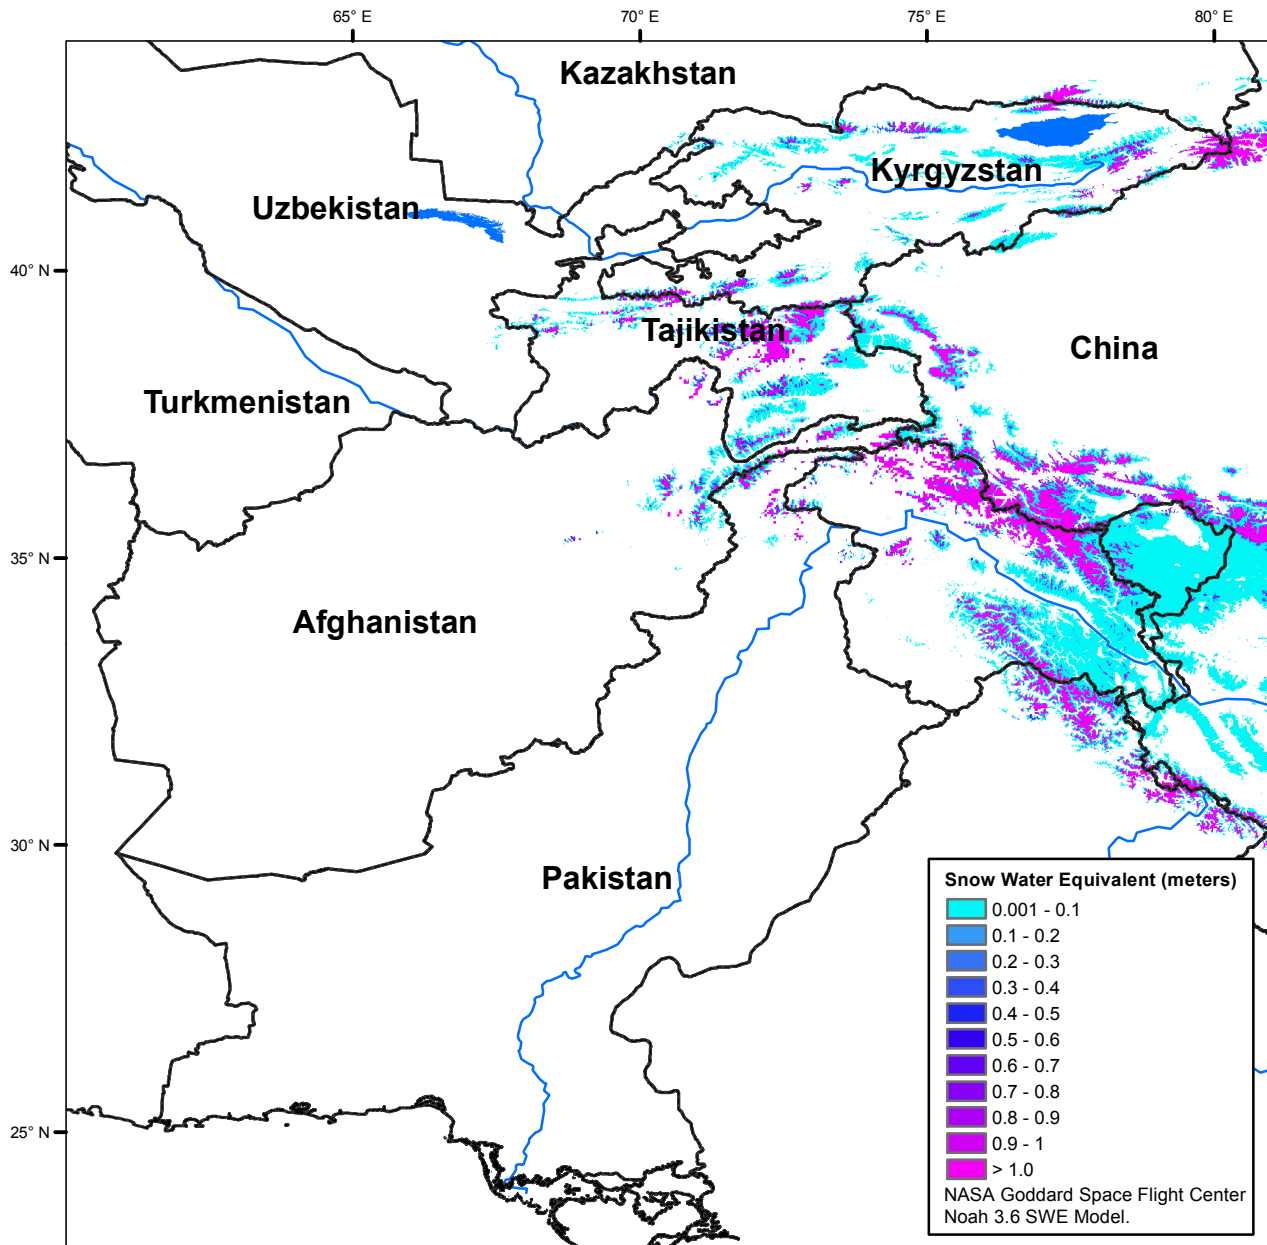 65° E
70° E
75° E
80° E
Kazakhstan
Kyrgyzstan
Uzbekistan
40° N
Tajikistan
China
Turkmenistan
35° N
Afghanistan
30° N
Pakistan
25° N
Snow Water Equivalent (meters)
0.001 - 0.1
0.1 - 0.2
0.2 - 0.3
0.3 - 0.4
0.4 - 0.5
0.5 - 0.6
0.6 - 0.7
0.7 - 0.8
0.8 - 0.9
0.9 - 1
> 1.0
NASA Goddard Space Flight Center
Noah 3.6 SWE Model.